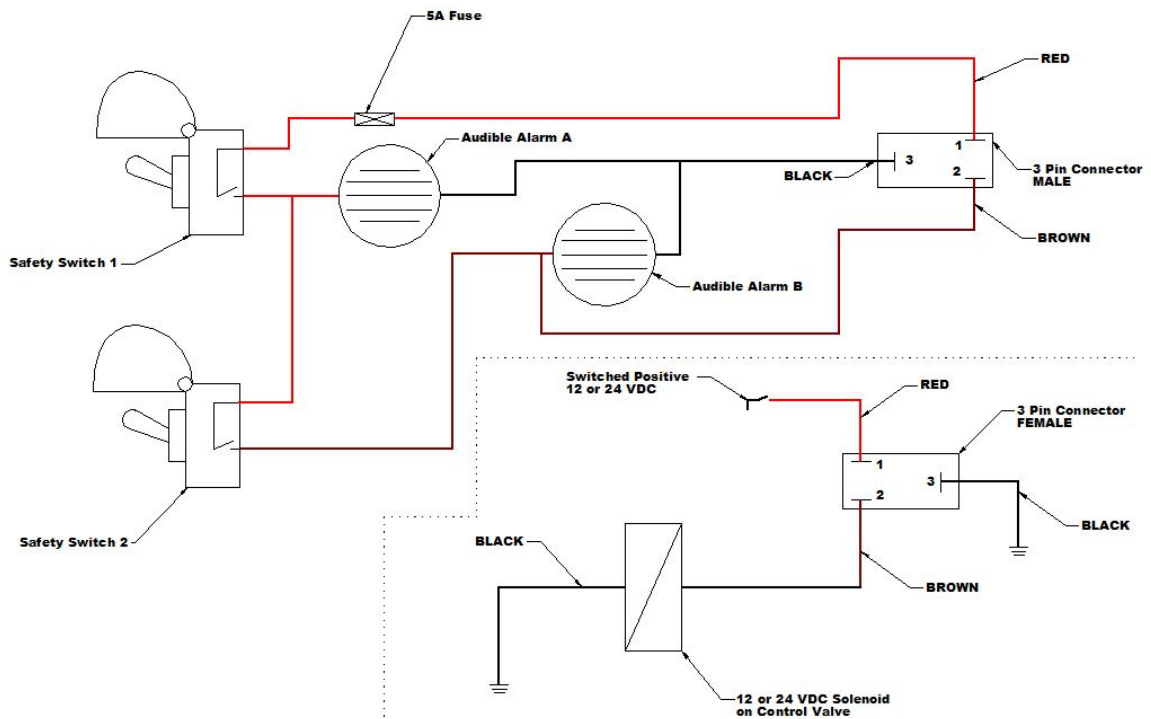 5A Fuse
RED
Audible Alarm A
1
3
BLACK
2
3 Pin Connector
MALE
BROWN
Safety Switch 1
Audible Alarm B
Switched Positive
12 or 24 VDC
RED
3 Pin Connector
FEMALE
1
3
2
BLACK
Safety Switch 2
BLACK
BROWN
12 or 24 VDC Solenoid
on Control Valve